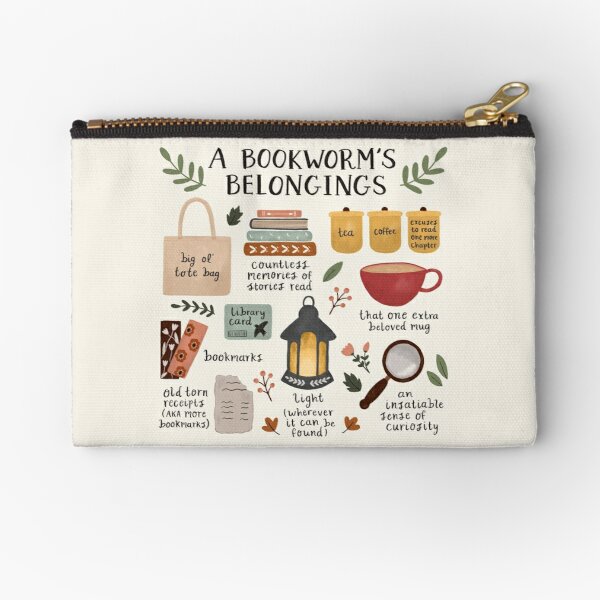 A BOOKWORM'S
BELONGINGS
big ol'
tote bag
countless
memories of
stories read
tea
coffee
excuses
to read
one more
chapter
that one extra
beloved mug
library
card
bookmarks
old torn
receipts
(AKA more
bookmarks)
light
(wherever
it can be
found)
an
insatiable
sense of
curiosity